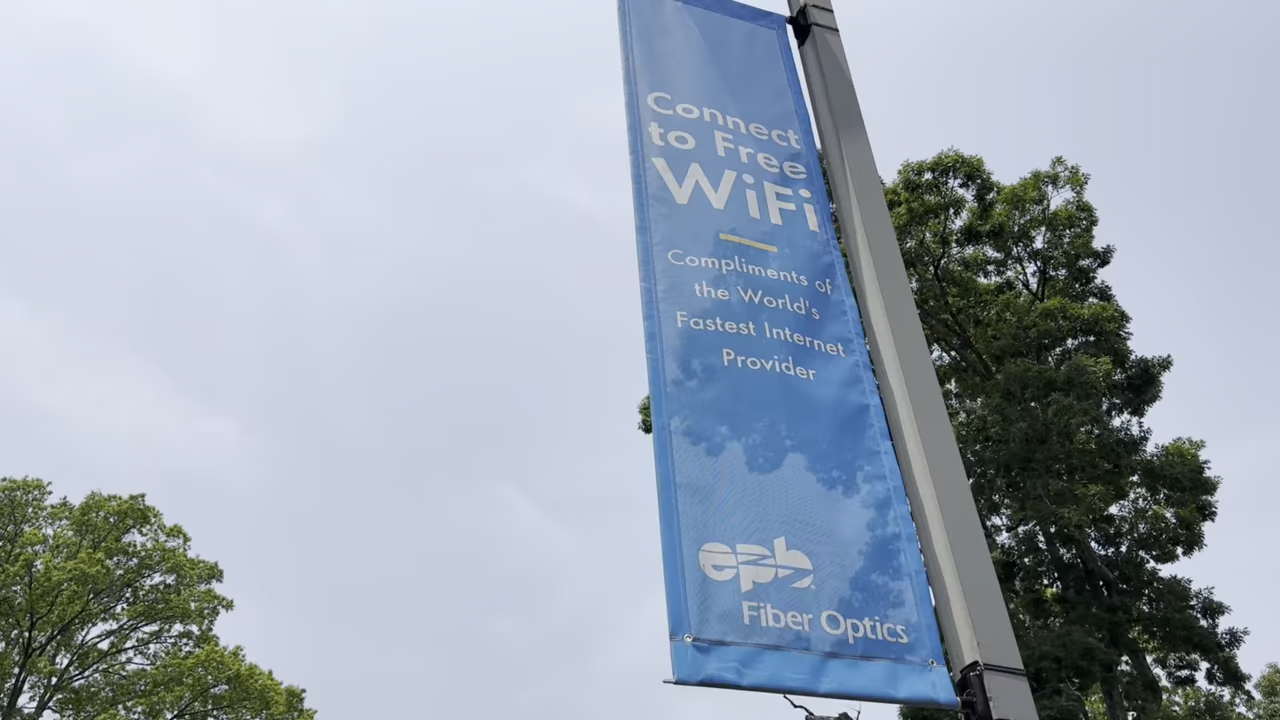 Connect
to Free
WiFi
Compliments of
the World's
Fastest Internet
Provider
epb
Fiber Optics